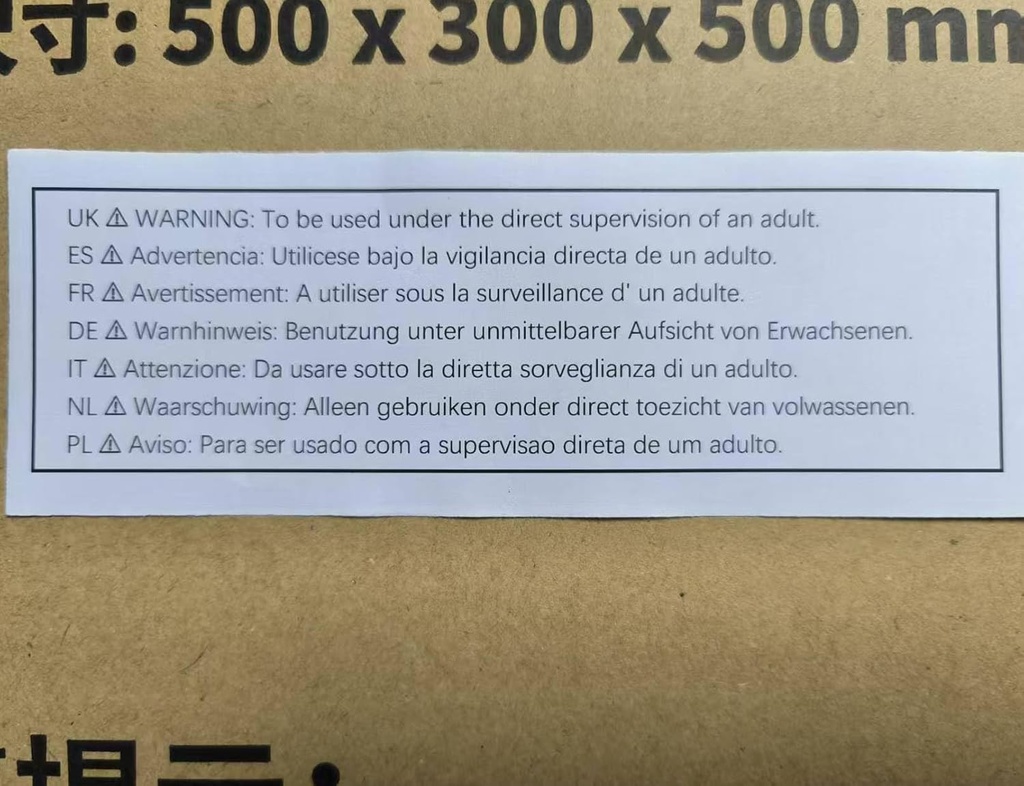 寸: 500 x 300 x 500 mm
UK ⚠ WARNING: To be used under the direct supervision of an adult.
ES ⚠ Advertencia: Utilicese bajo la vigilancia directa de un adulto.
FR ⚠ Avertissement: A utiliser sous la surveillance d' un adulte.
DE ⚠ Warnhinweis: Benutzung unter unmittelbarer Aufsicht von Erwachsenen.
IT ⚠ Attenzione: Da usare sotto la diretta sorveglianza di un adulto.
NL ⚠ Waarschuwing: Alleen gebruiken onder direct toezicht van volwassenen.
PL ⚠ Aviso: Para ser usado com a supervisao direta de um adulto.
提示: